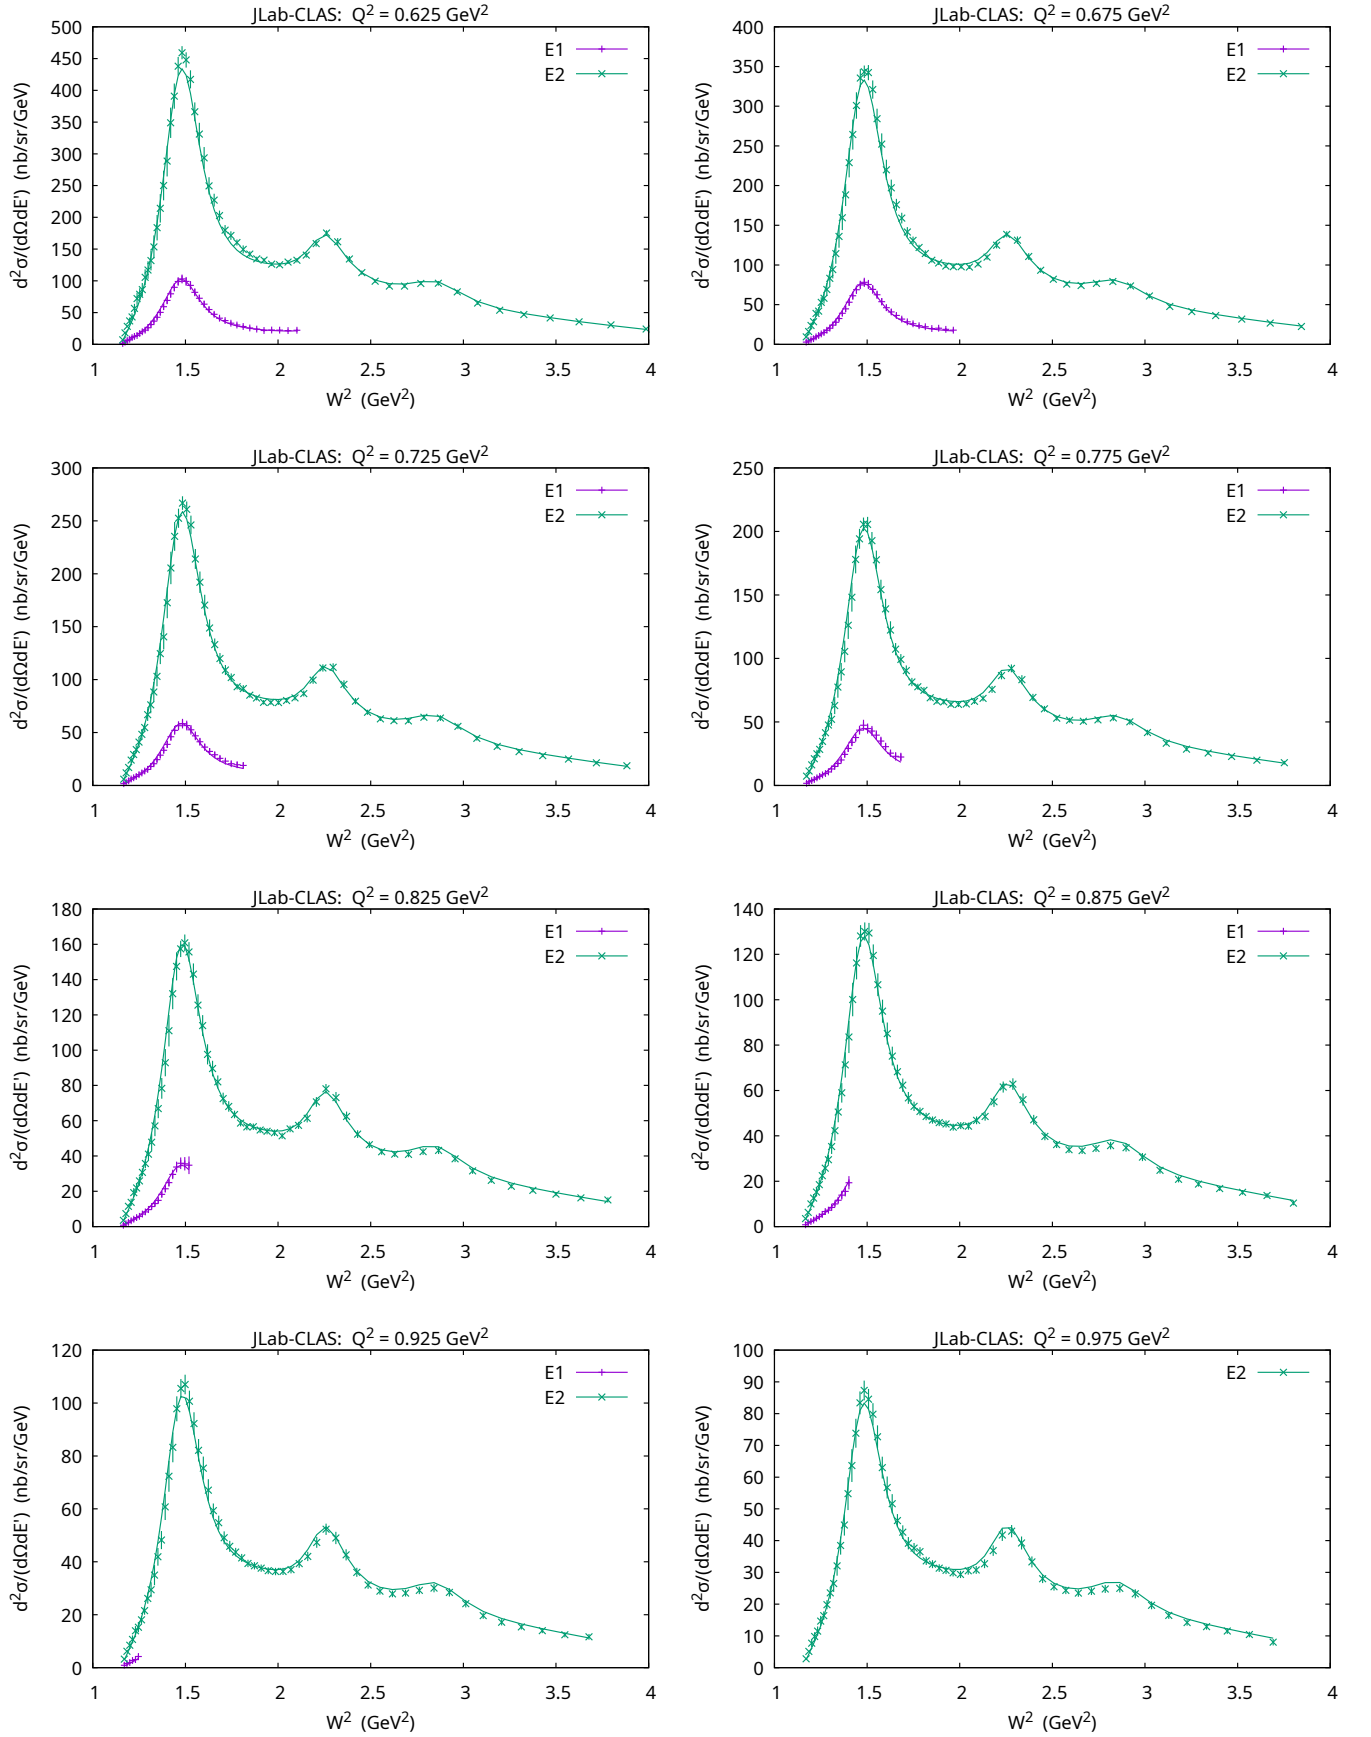 JLab-CLAS: Q² = 0.625 GeV²
d²σ/(dΩdE') (nb/sr/GeV)
500
450
400
350
300
250
200
150
100
50
0
E1
E2
1 1.5 2 2.5 3 3.5 4
W² (GeV²)
JLab-CLAS: Q² = 0.675 GeV²
d²σ/(dΩdE') (nb/sr/GeV)
400
350
300
250
200
150
100
50
0
E1
E2
1 1.5 2 2.5 3 3.5 4
W² (GeV²)
JLab-CLAS: Q² = 0.725 GeV²
d²σ/(dΩdE') (nb/sr/GeV)
300
250
200
150
100
50
0
E1
E2
1 1.5 2 2.5 3 3.5 4
W² (GeV²)
JLab-CLAS: Q² = 0.775 GeV²
d²σ/(dΩdE') (nb/sr/GeV)
250
200
150
100
50
0
E1
E2
1 1.5 2 2.5 3 3.5 4
W² (GeV²)
JLab-CLAS: Q² = 0.825 GeV²
d²σ/(dΩdE') (nb/sr/GeV)
180
160
140
120
100
80
60
40
20
0
E1
E2
1 1.5 2 2.5 3 3.5 4
W² (GeV²)
JLab-CLAS: Q² = 0.875 GeV²
d²σ/(dΩdE') (nb/sr/GeV)
140
120
100
80
60
40
20
0
E1
E2
1 1.5 2 2.5 3 3.5 4
W² (GeV²)
JLab-CLAS: Q² = 0.925 GeV²
d²σ/(dΩdE') (nb/sr/GeV)
120
100
80
60
40
20
0
E1
E2
1 1.5 2 2.5 3 3.5 4
W² (GeV²)
JLab-CLAS: Q² = 0.975 GeV²
d²σ/(dΩdE') (nb/sr/GeV)
100
90
80
70
60
50
40
30
20
10
0
E2
1 1.5 2 2.5 3 3.5 4
W² (GeV²)